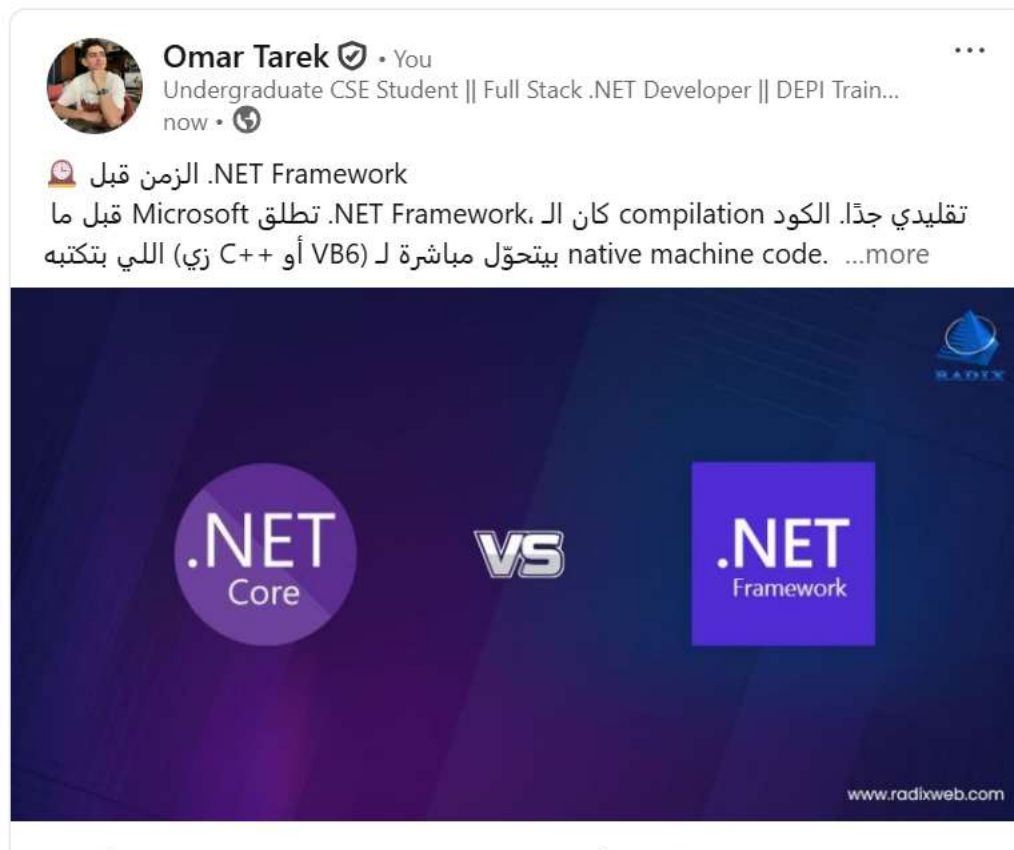 Omar Tarek • You
Undergraduate CSE Student || Full Stack .NET Developer || DEPI Train...
now •
🕰️ الزمن قبل .NET Framework
قبل ما Microsoft تطلق .NET Framework، كان الـ compilation تقليدي جدًا. الكود
اللي بتكتبه (زي C++ أو VB6) بيتحوّل مباشرة لـ native machine code. ...more
RADIX
.NET
Core
VS
.NET
Framework
www.radixweb.com